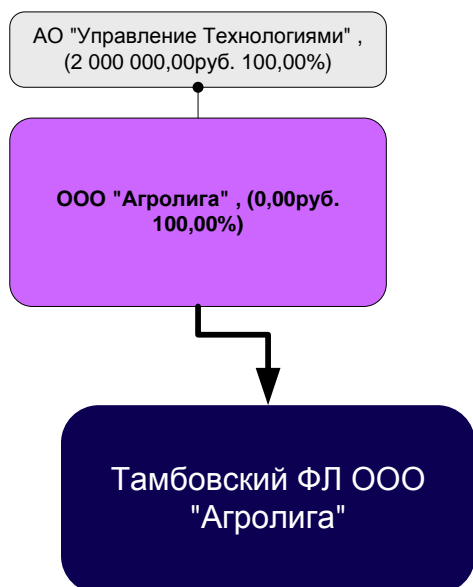 АО "Управление Технологиями" ,
(2 000 000,00руб. 100,00%)
ООО "Агролига" , (0,00руб.
100,00%)
Тамбовский ФЛ ООО
"Агролига"